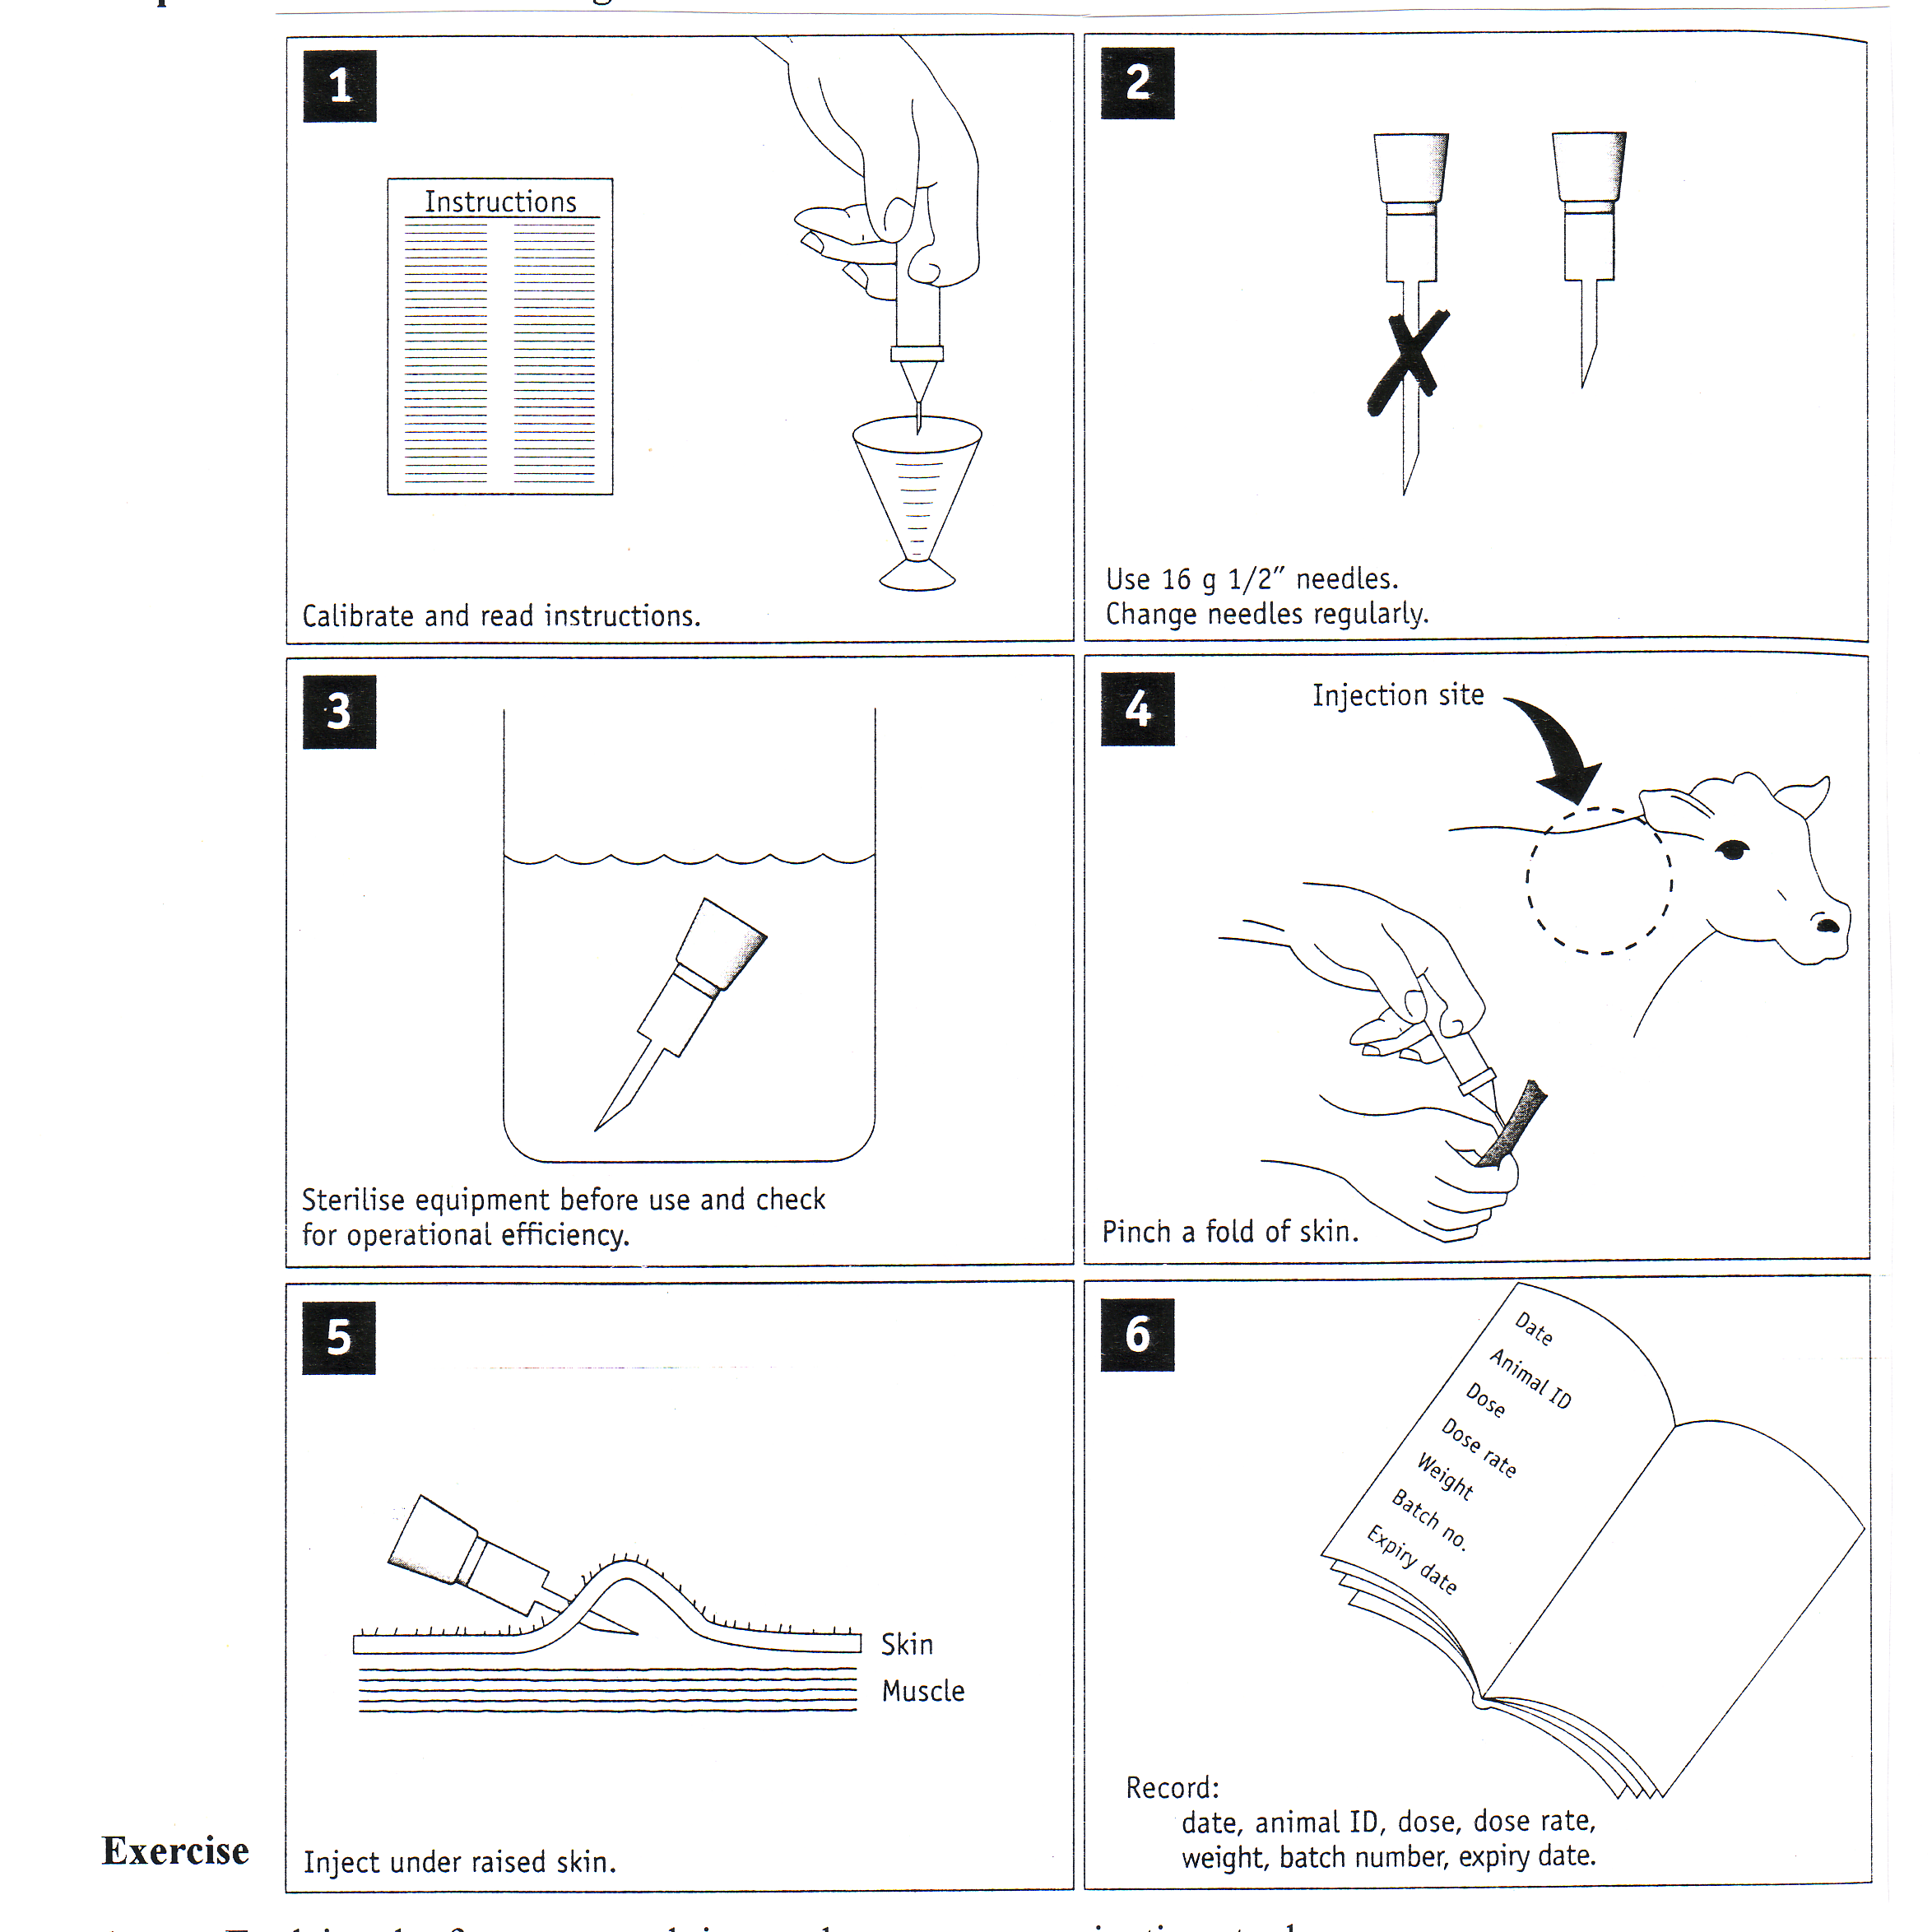 1
Instructions
Calibrate and read instructions.
2
Use 16 g 1/2" needles.
Change needles regularly.
3
Sterilise equipment before use and check
for operational efficiency.
4
Injection site
Pinch a fold of skin.
5
Skin
Muscle
Inject under raised skin.
6
Date
Animal ID
Dose
Dose rate
Weight
Batch no.
Expiry date
Record:
date, animal ID, dose, dose rate,
weight, batch number, expiry date.
Exercise